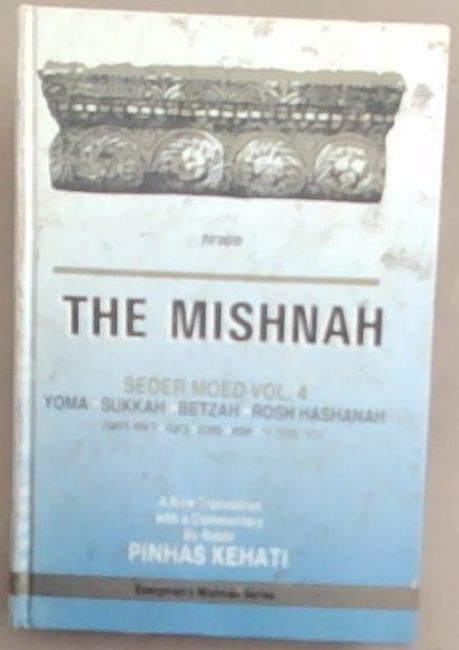 משניות
THE MISHNAH
SEDER MOED VOL. 4
YOMA SUKKAH BETZAH ROSH HASHANAH
A New Translation
with a Commentary
By Rabbi
PINHAS KEHATI
Everyman's Mishnah Series